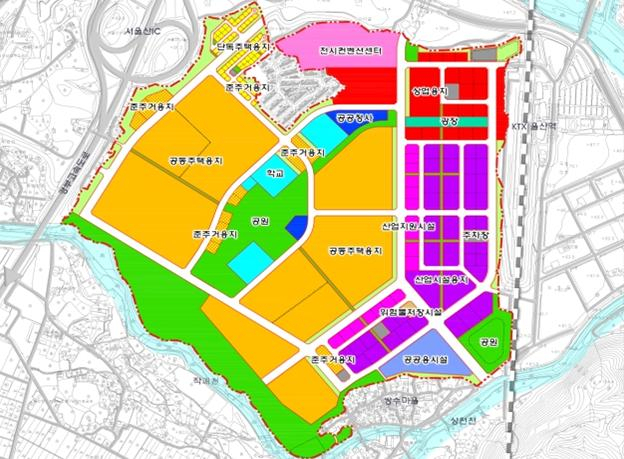 서울산IC
단독주택용지
전시컨벤션센터
준주거용지
준주거용지
상업용지
공공청사
광장
KTX 울산역
공동주택용지
준주거용지
학교
공원
준주거용지
산업지원시설
주차장
공동주택용지
산업시설용지
위험물저장시설
공원
준주거용지
공공용시설
작괘천
쌍수마을
삼천천